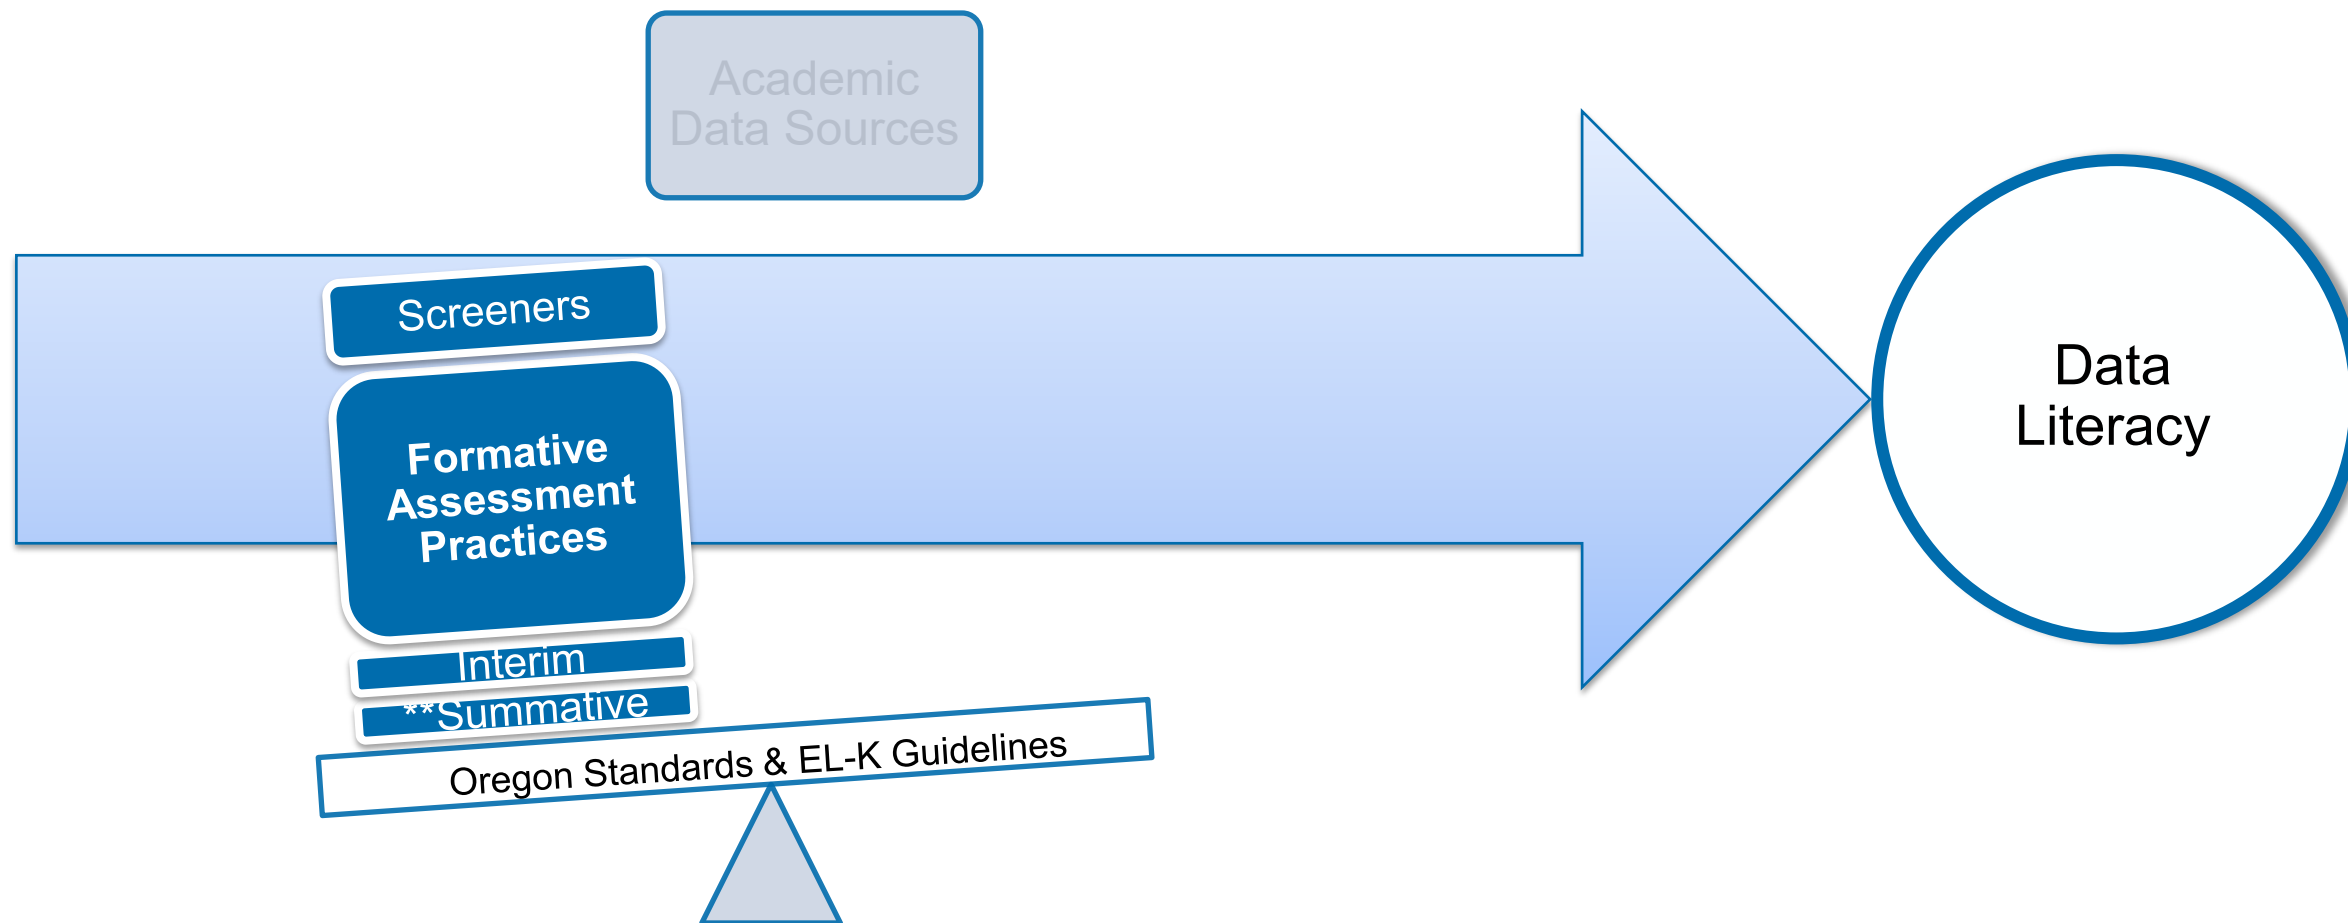 Academic
Data Sources
Screeners
Formative
Assessment
Practices
Interim
**Summative
Oregon Standards & EL-K Guidelines
Data
Literacy